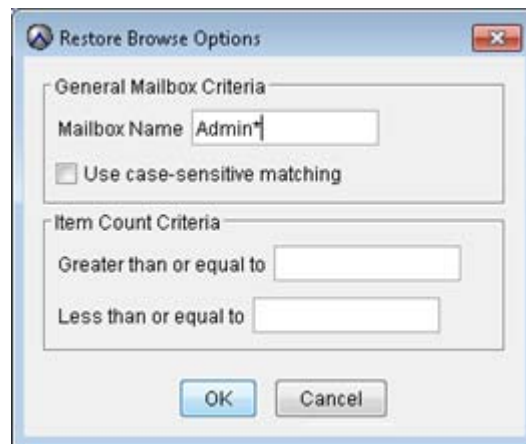 Restore Browse Options
General Mailbox Criteria
Mailbox Name Admin*
Use case-sensitive matching
Item Count Criteria
Greater than or equal to
Less than or equal to
OK Cancel